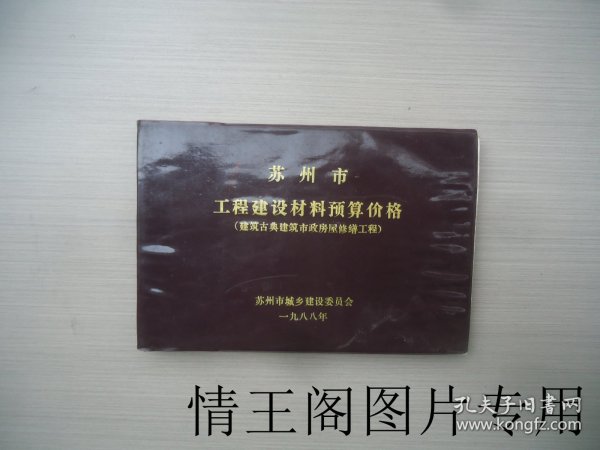 苏州市
工程建设材料预算价格
(建筑古典建筑市政房屋修缮工程)
苏州市城乡建设委员会
一九八八年
情王阁图片专用
孔夫子旧书网
www.kongfz.com